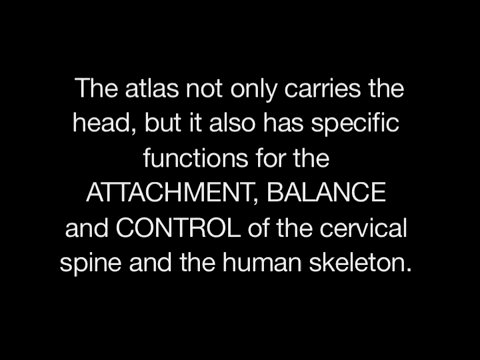 The atlas not only carries the
head, but it also has specific
functions for the
ATTACHMENT, BALANCE
and CONTROL of the cervical
spine and the human skeleton.